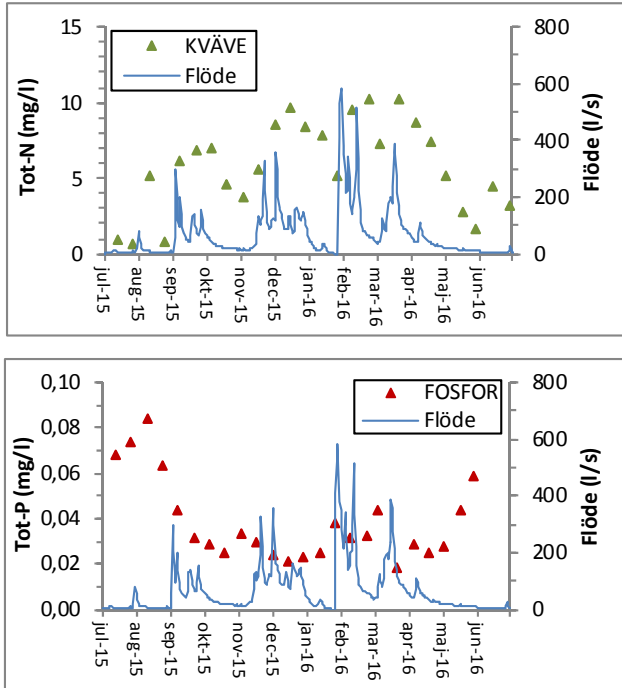 15
10
5
0
Tot-N (mg/l)
KVÄVE
Flöde
800
600
400
200
0
Flöde (l/s)
jul-15
aug-15
sep-15
okt-15
nov-15
dec-15
jan-16
feb-16
mar-16
apr-16
maj-16
jun-16
0,10
0,08
0,06
0,04
0,02
0,00
Tot-P (mg/l)
FOSFOR
Flöde
800
600
400
200
0
Flöde (l/s)
jul-15
aug-15
sep-15
okt-15
nov-15
dec-15
jan-16
feb-16
mar-16
apr-16
maj-16
jun-16